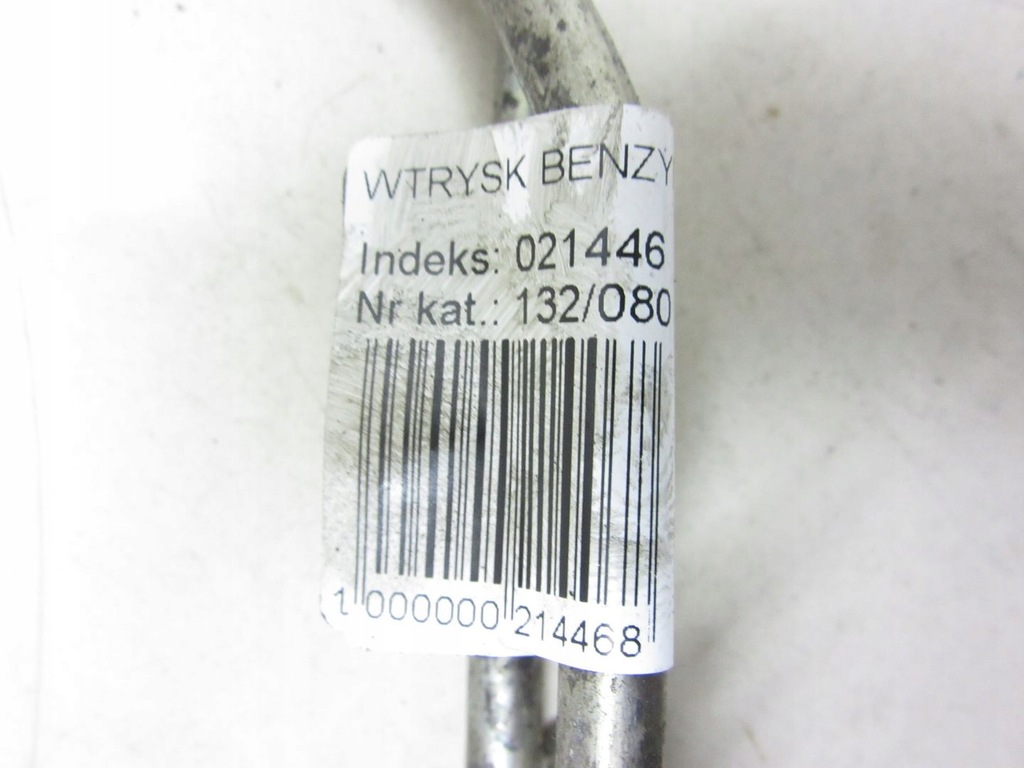 WTRYSK BENZY
Indeks: 021446
Nr kat.: 132/080
1 000000 214468